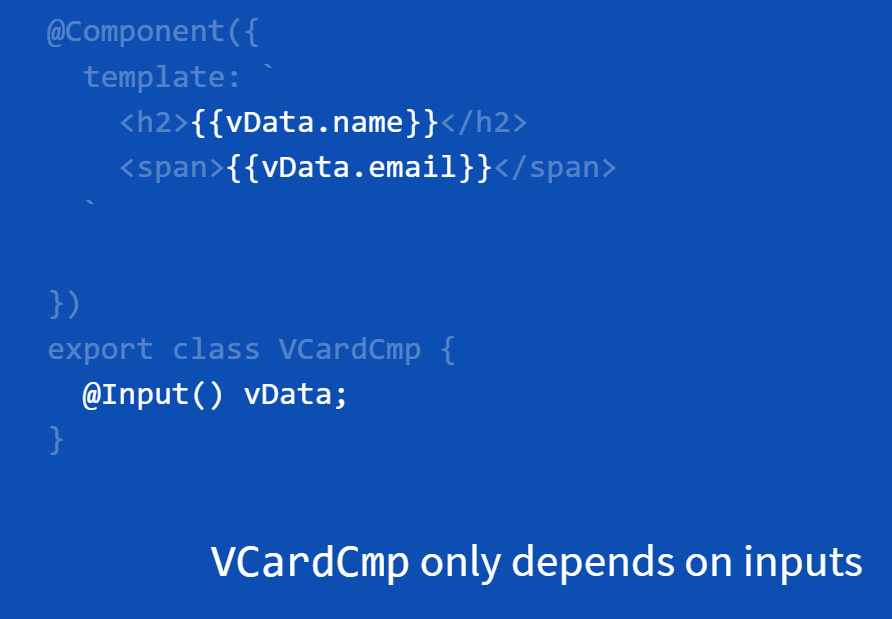 @Component({
  template: `
    <h2>{{vData.name}}</h2>
    <span>{{vData.email}}</span>
  `
})
export class VCardCmp {
  @Input() vData;
}
VCardCmp only depends on inputs